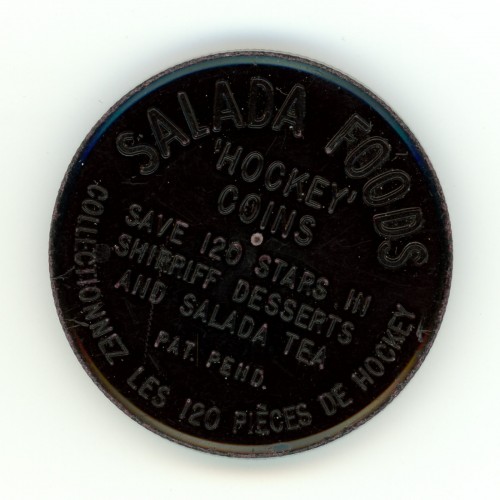 SALADA FOODS
'HOCKEY'
COINS
SAVE 120 STARS IN
SHIRRIFF DESSERTS
AND SALADA TEA
PAT. PEND.
COLLECTIONNEZ LES 120 PIÈCES DE HOCKEY